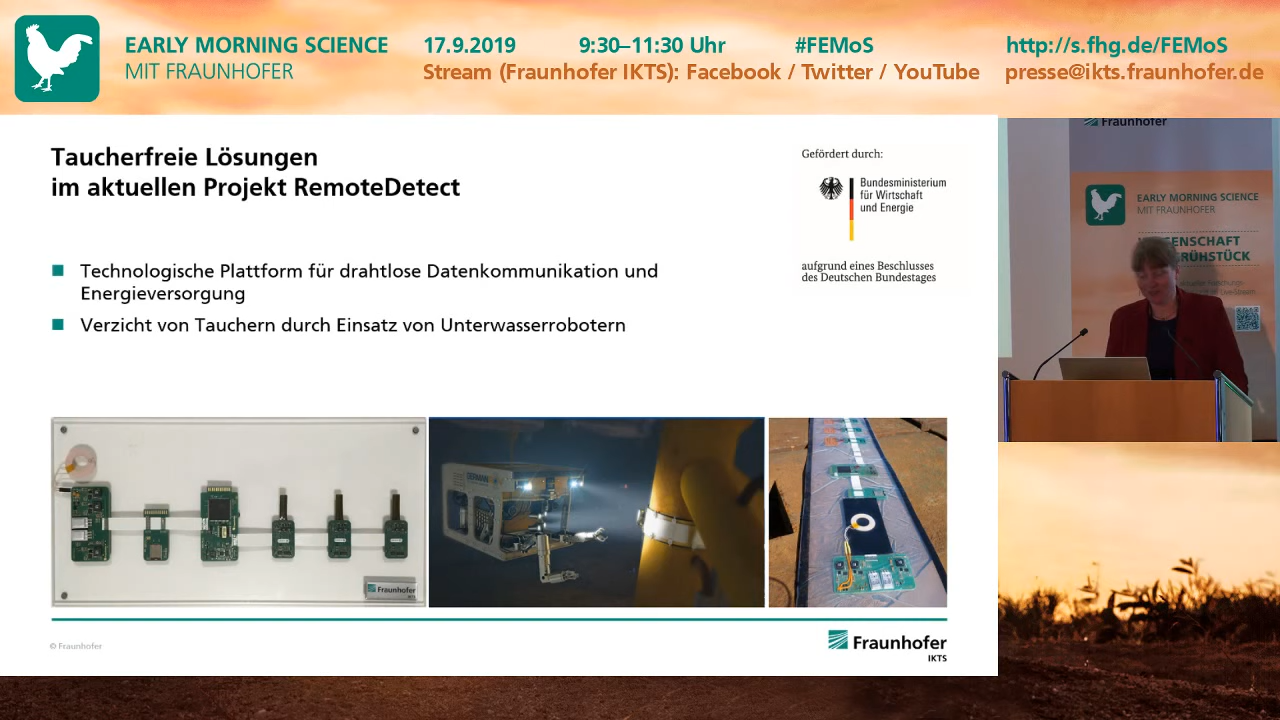 EARLY MORNING SCIENCE
MIT FRAUNHOFER
17.9.2019 9:30–11:30 Uhr #FEMoS
Stream (Fraunhofer IKTS): Facebook / Twitter / YouTube
http://s.fhg.de/FEMoS
presse@ikts.fraunhofer.de
Taucherfreie Lösungen
im aktuellen Projekt RemoteDetect
Gefördert durch:
Bundesministerium
für Wirtschaft
und Energie
aufgrund eines Beschlusses
des Deutschen Bundestages
Technologische Plattform für drahtlose Datenkommunikation und
Energieversorgung
Verzicht von Tauchern durch Einsatz von Unterwasserrobotern
Fraunhofer
IKTS
© Fraunhofer
Fraunhofer
IKTS
Fraunhofer
EARLY MORNING SCIENCE
MIT FRAUNHOFER